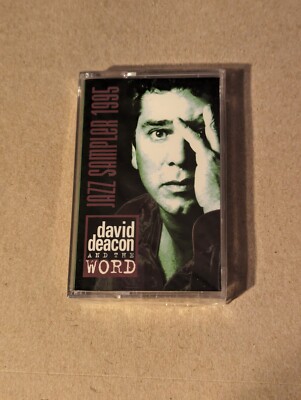 JAZZ SAMPLER 1995
david
deacon
AND THE
WORD